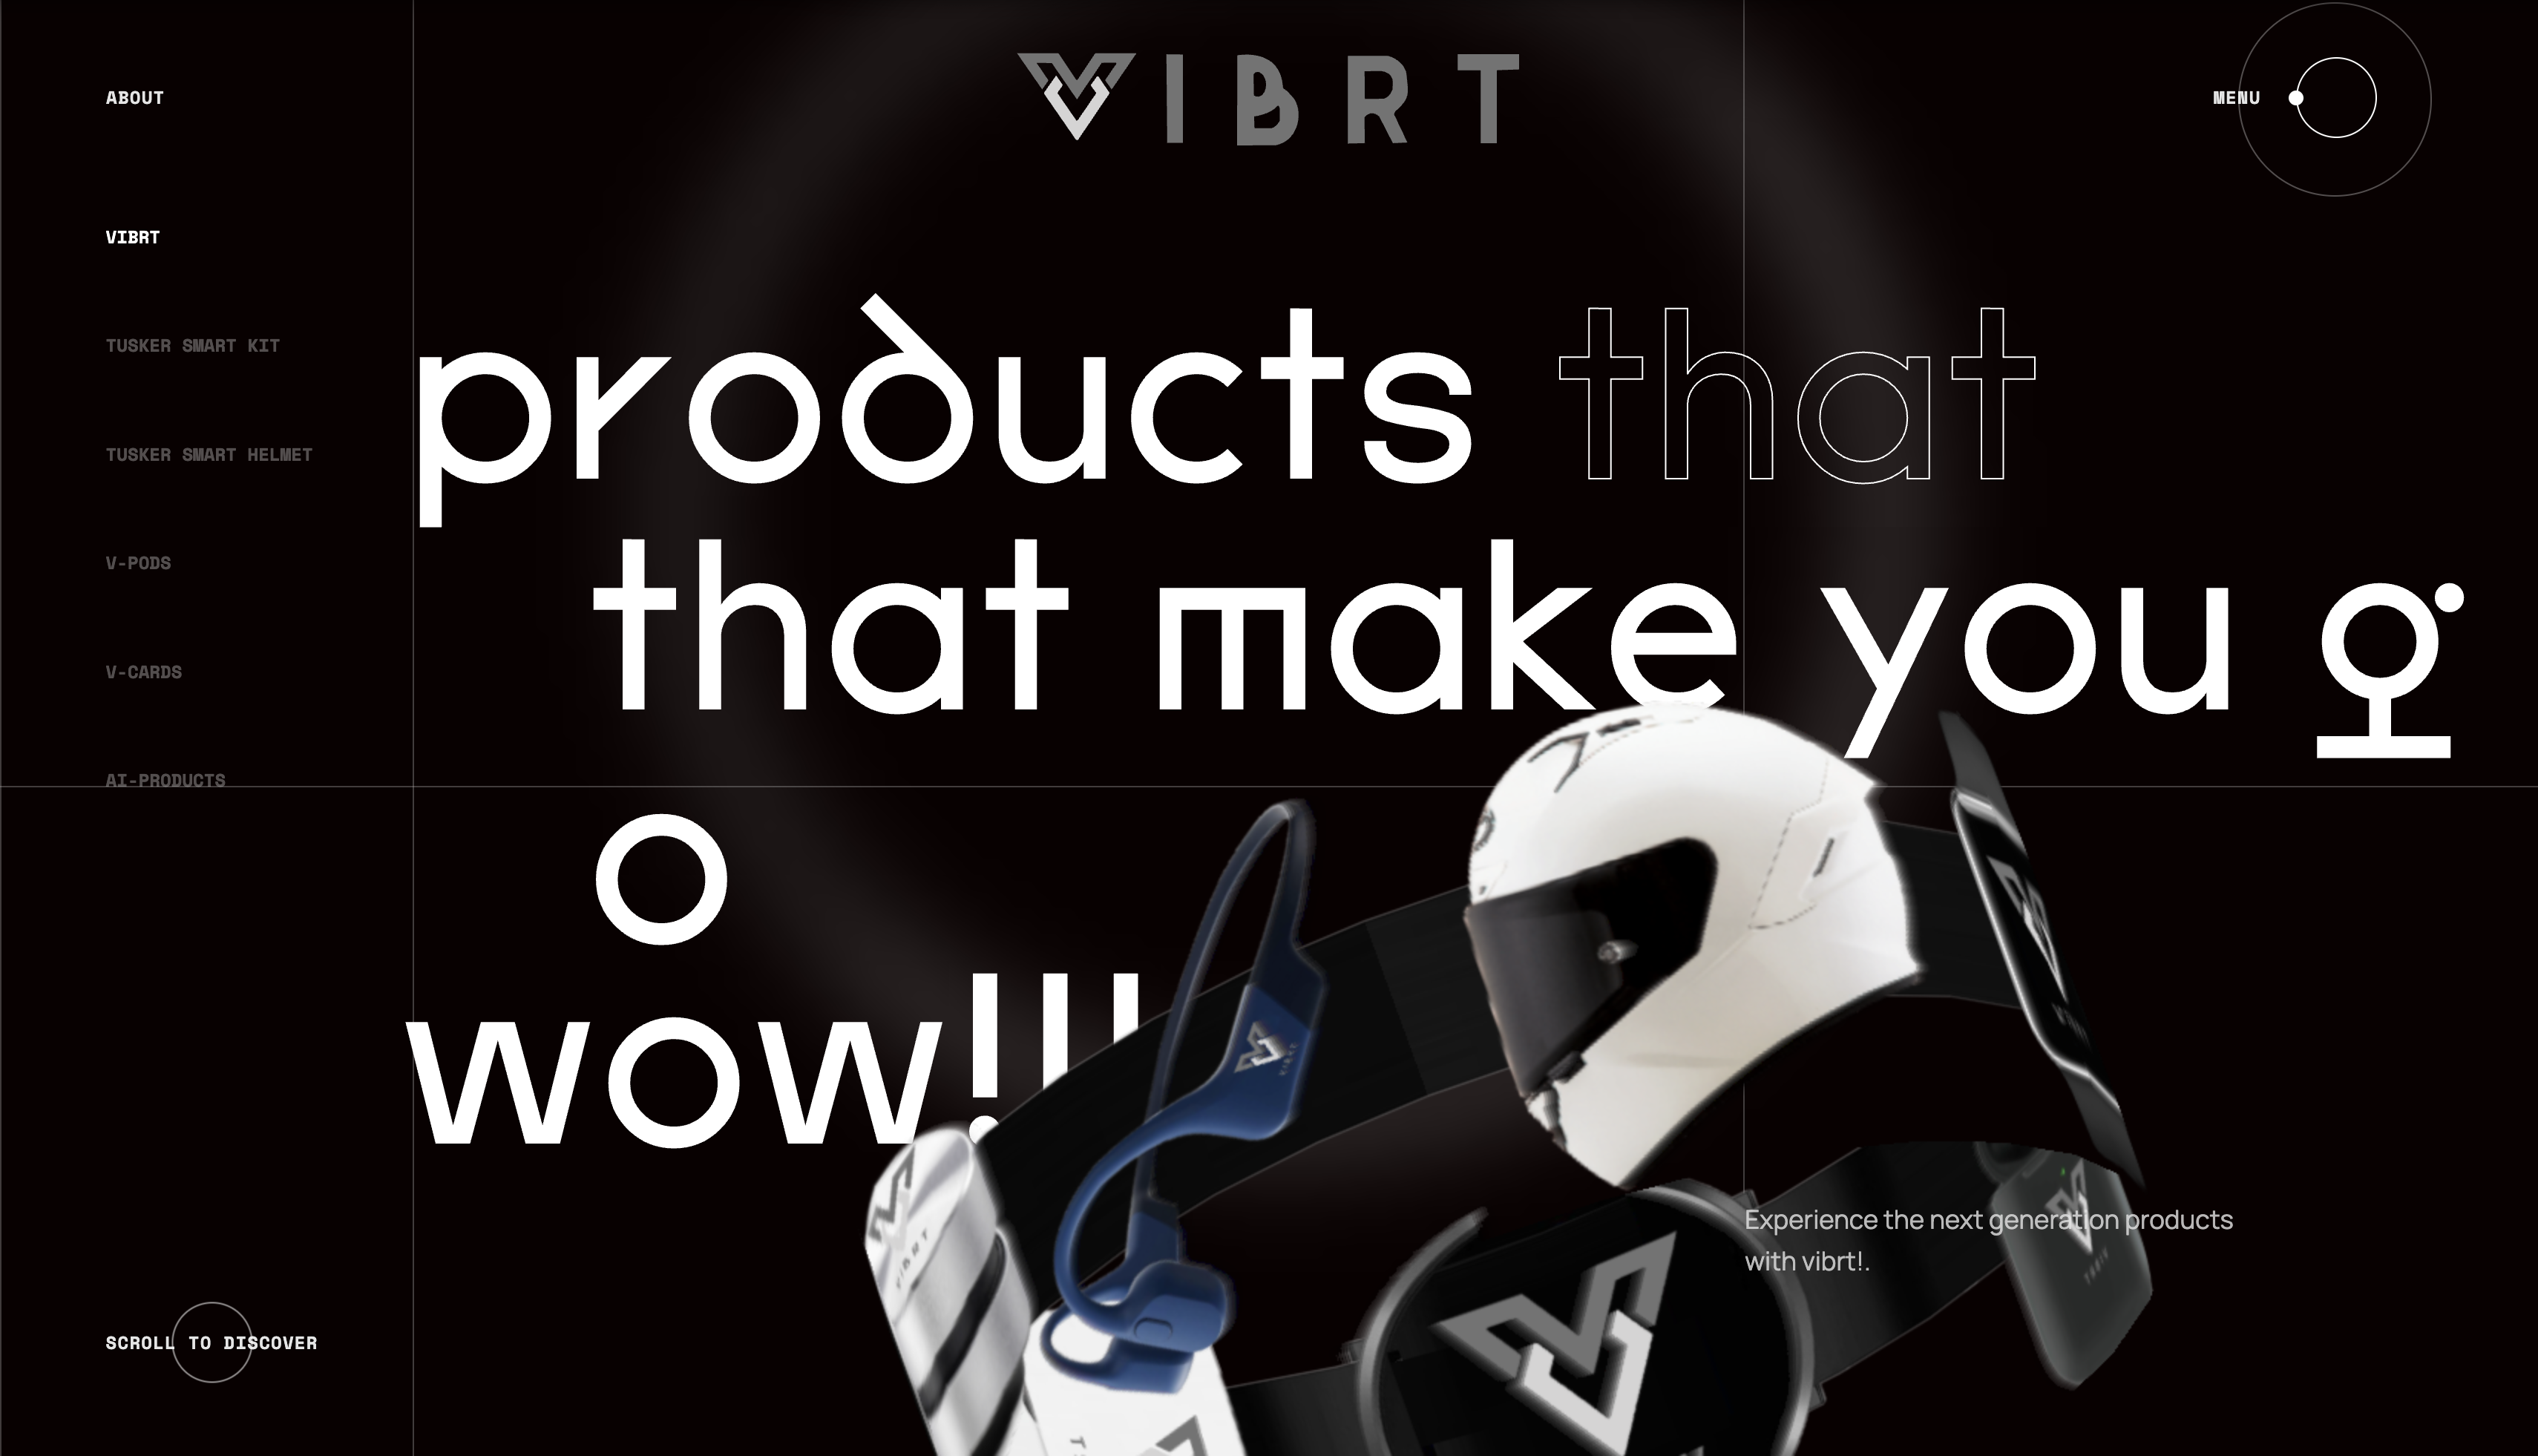 ABOUT
VIBRT
MENU
VIBRT
TUSKER SMART KIT
TUSKER SMART HELMET
V-PODS
V-CARDS
AI-PRODUCTS
products that
that make you g
o
wow!!!
VIBRT
Experience the next generation products
with vibrt!.
SCROLL TO DISCOVER